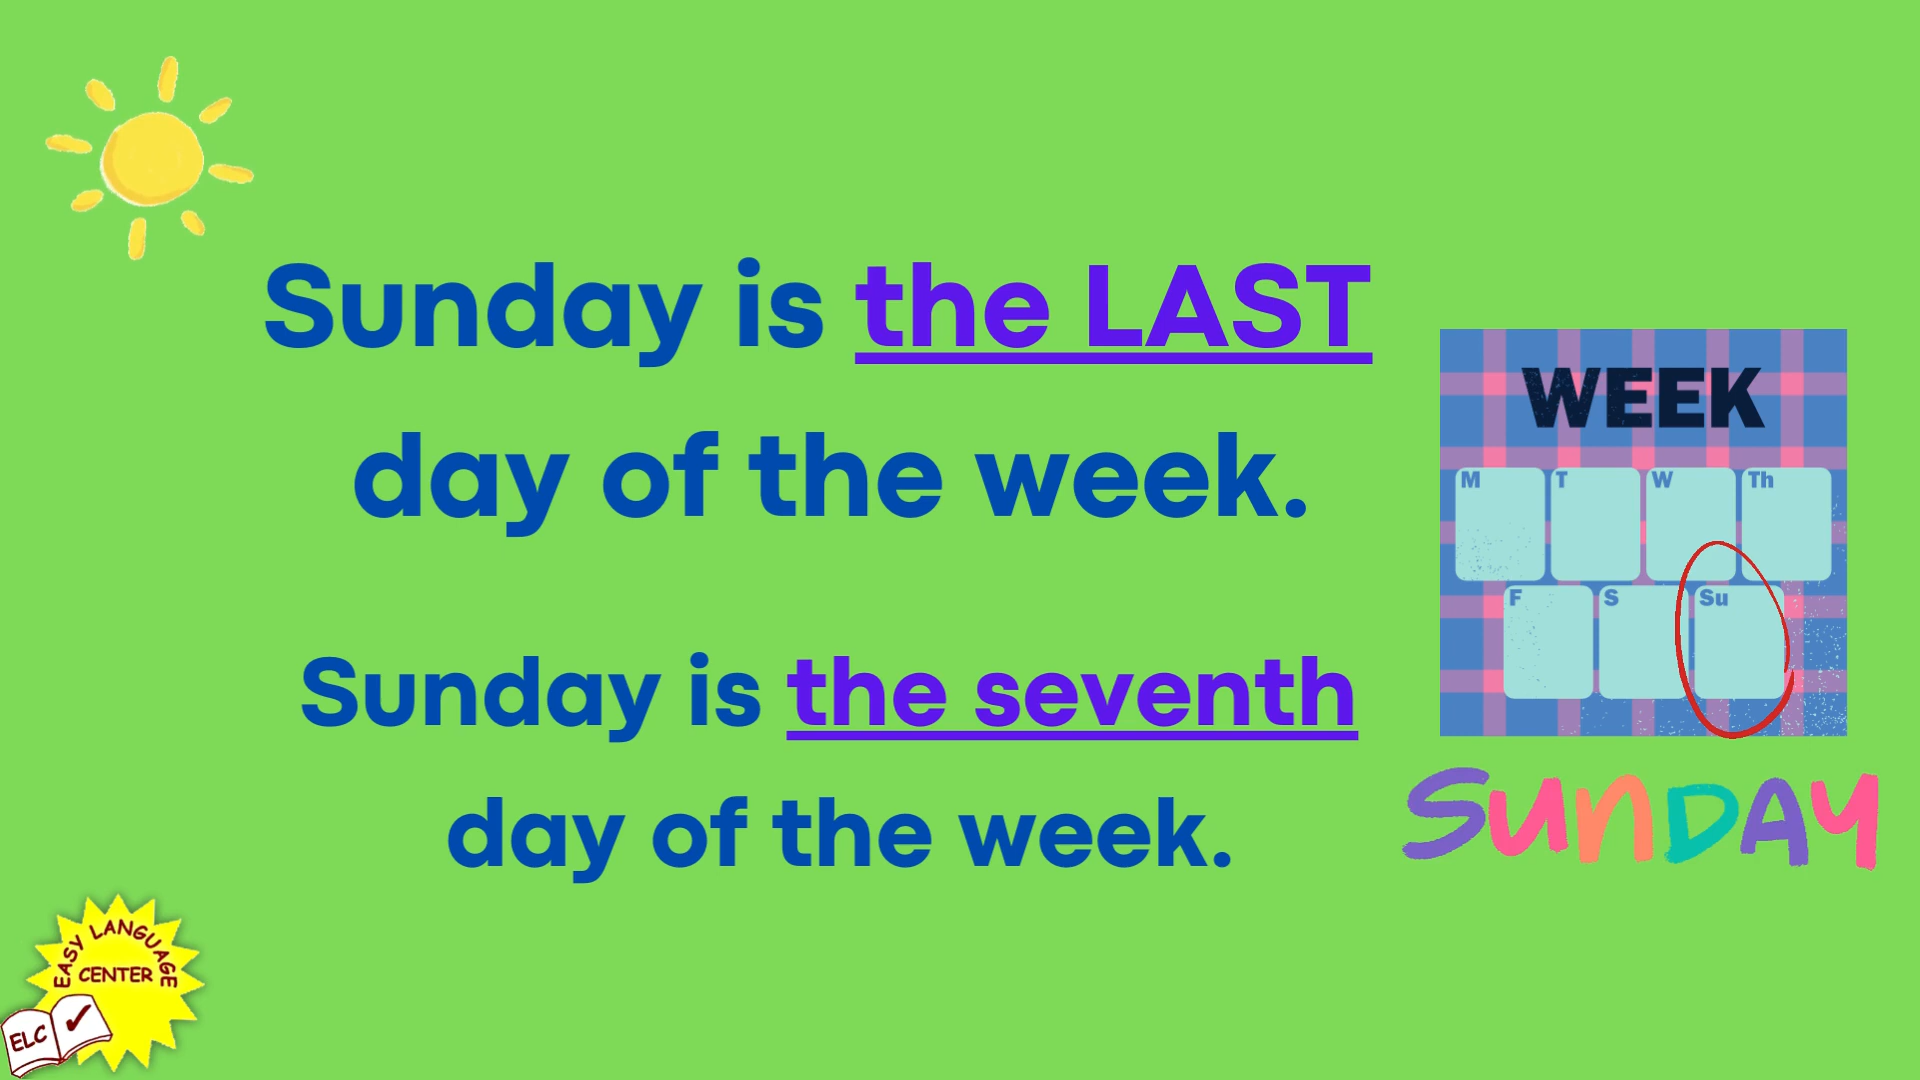 Sunday is the LAST
day of the week.
Sunday is the seventh
day of the week.
WEEK
M T W Th
F S Su
SUNDAY
EASY LANGUAGE
CENTER
ELC